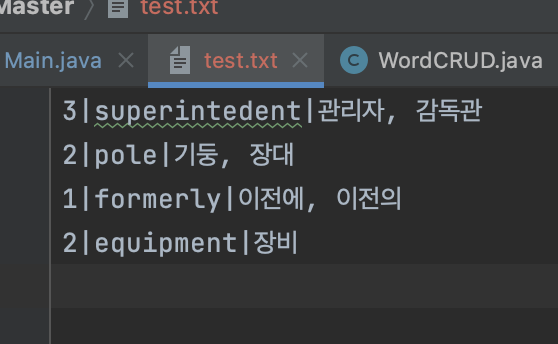 Master
test.txt
Main.java
test.txt
C
WordCRUD.java
3|superintedent|관리자, 감독관
2|pole|기둥, 장대
1|formerly|이전에, 이전의
2|equipment|장비